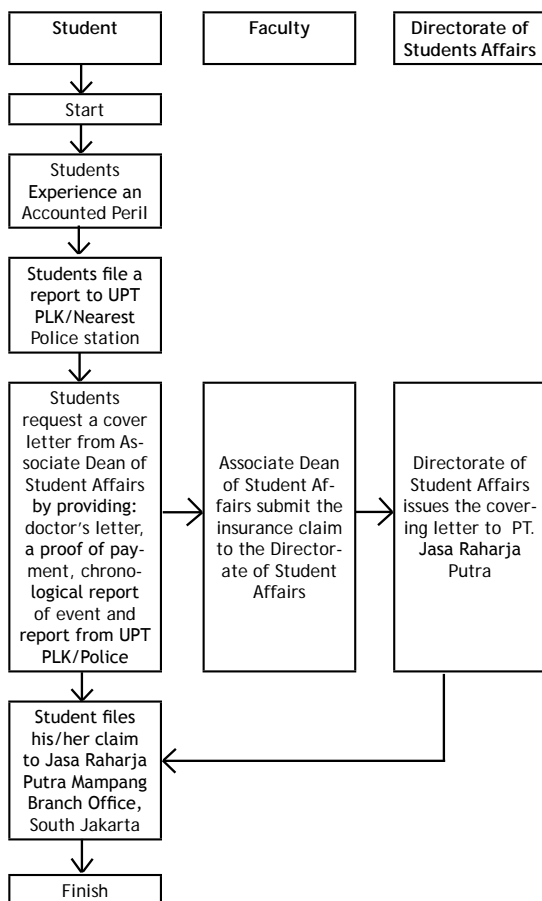 Student
Faculty
Directorate of
Students Affairs
Start
Students
Experience an
Accounted Peril
Students file a
report to UPT
PLK/Nearest
Police station
Students
request a cover
letter from As-
sociate Dean of
Student Affairs
by providing:
doctor's letter,
a proof of pay-
ment, chrono-
logical report
of event and
report from UPT
PLK/Police
Associate Dean
of Student Af-
fairs submit the
insurance claim
to the Director-
ate of Student
Affairs
Directorate of
Student Affairs
issues the cover-
ing letter to PT.
Jasa Raharja
Putra
Student files
his/her claim
to Jasa Raharja
Putra Mampang
Branch Office,
South Jakarta
Finish